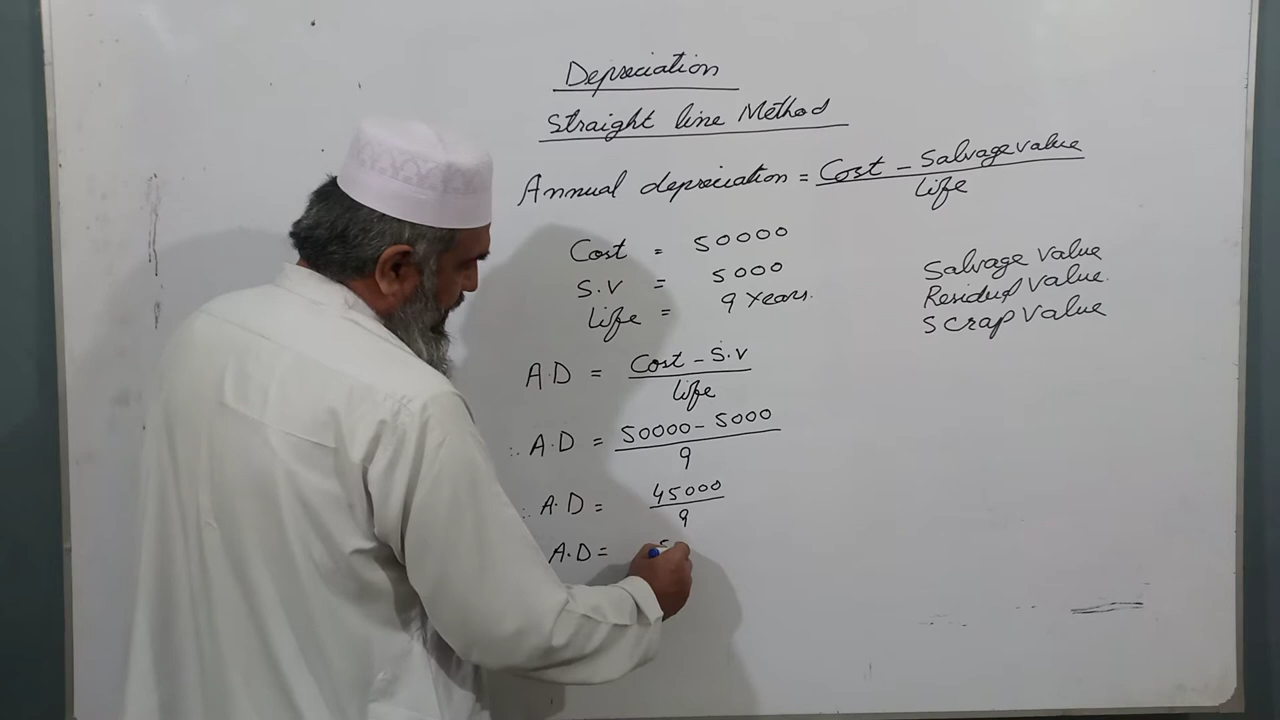 Depreciation
Straight line Method
Annual depreciation = Cost - Salvage value / life
Cost = 50000
S.V = 5000
life = 9 Years.
Salvage value
Residual value.
Scrap value
A.D = Cost - S.V / life
∴ A.D = 50000 - 5000 / 9
∴ A.D = 45000 / 9
A.D = 5